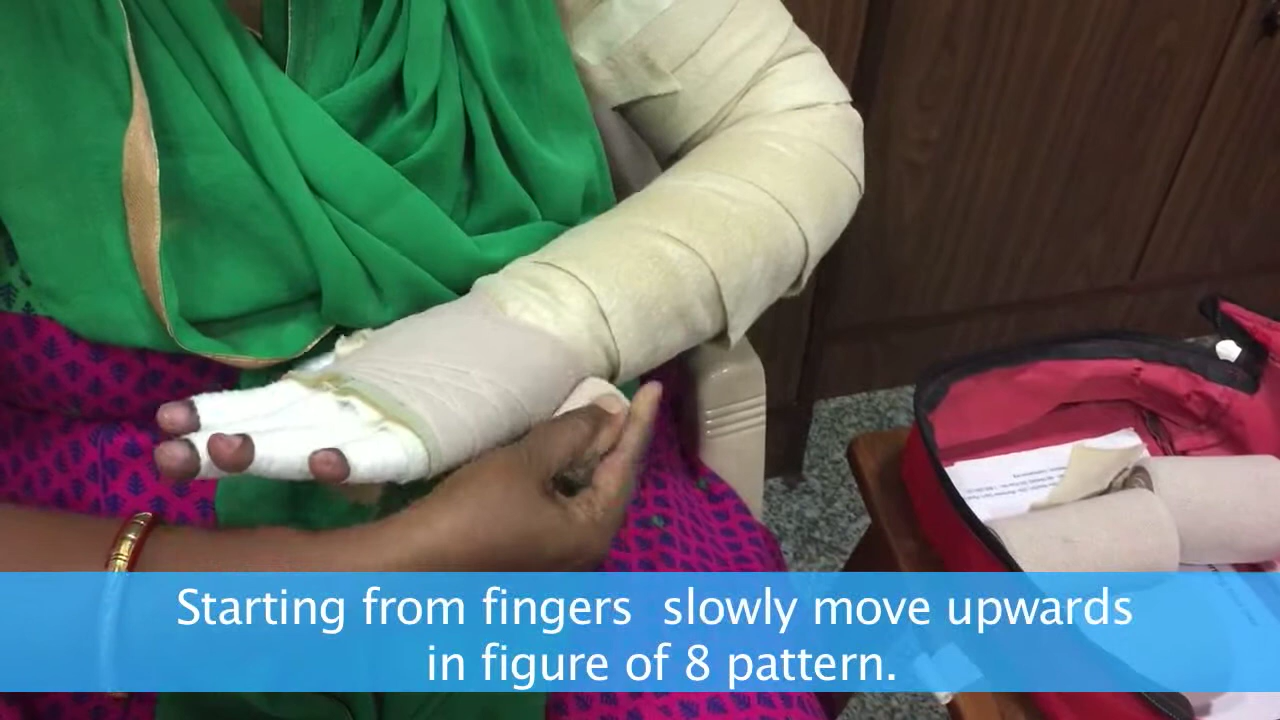 Starting from fingers  slowly move upwards
in figure of 8 pattern.